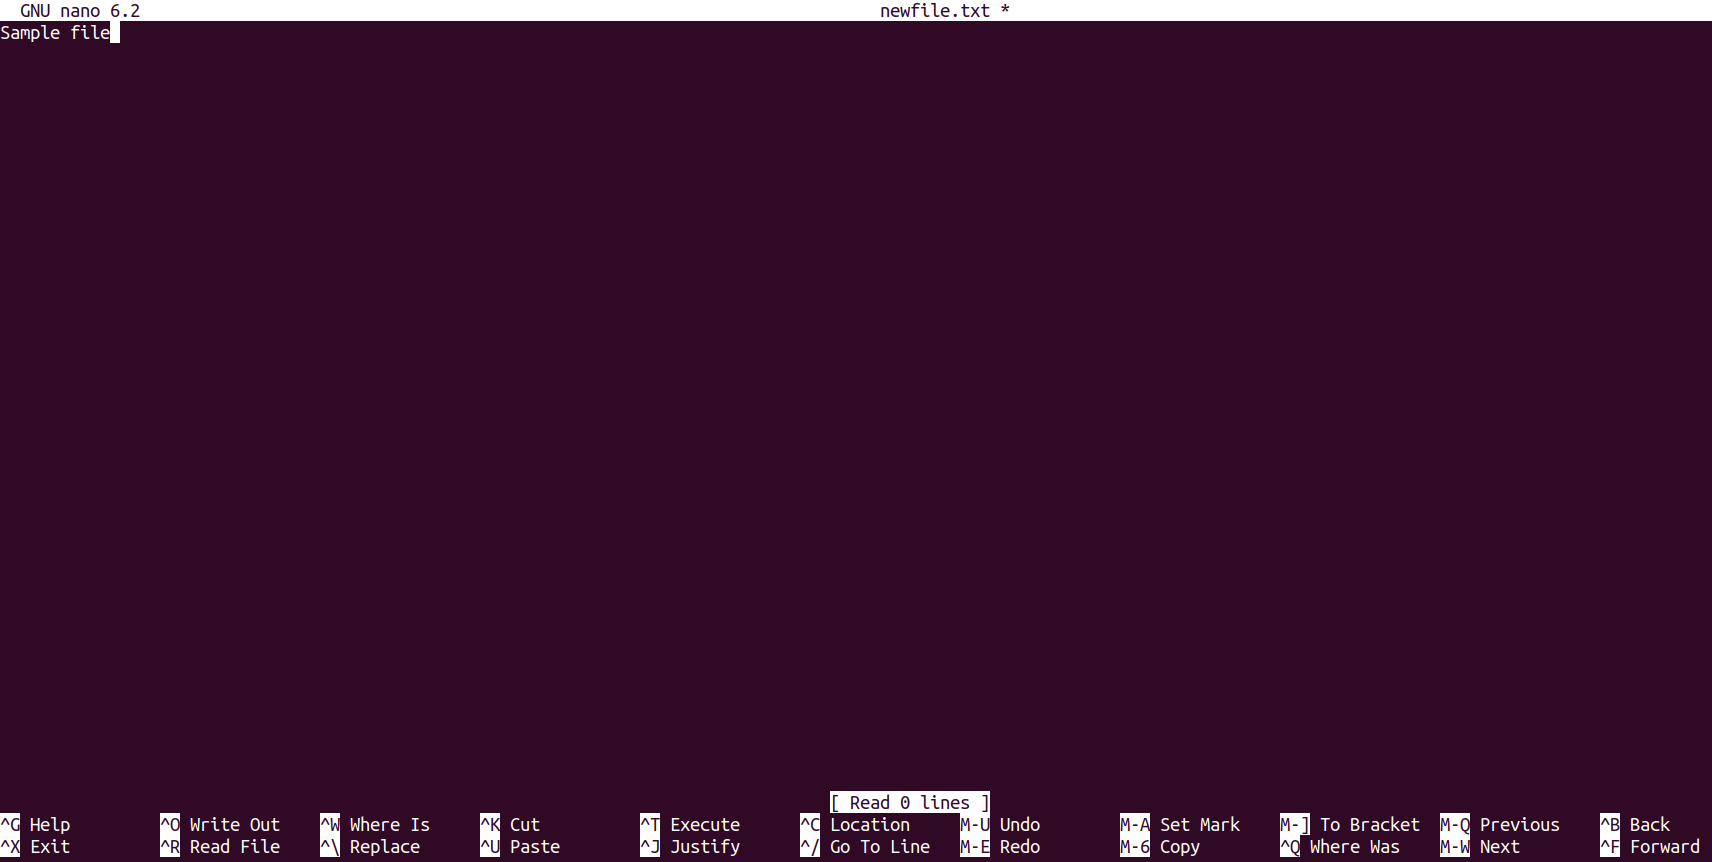 GNU nano 6.2 newfile.txt *
Sample file
[ Read 0 lines ]
^G Help ^O Write Out ^W Where Is ^K Cut ^T Execute ^C Location M-U Undo M-A Set Mark M-] To Bracket M-Q Previous ^B Back
^X Exit ^R Read File ^\ Replace ^U Paste ^J Justify ^/ Go To Line M-E Redo M-6 Copy ^Q Where Was M-W Next ^F Forward